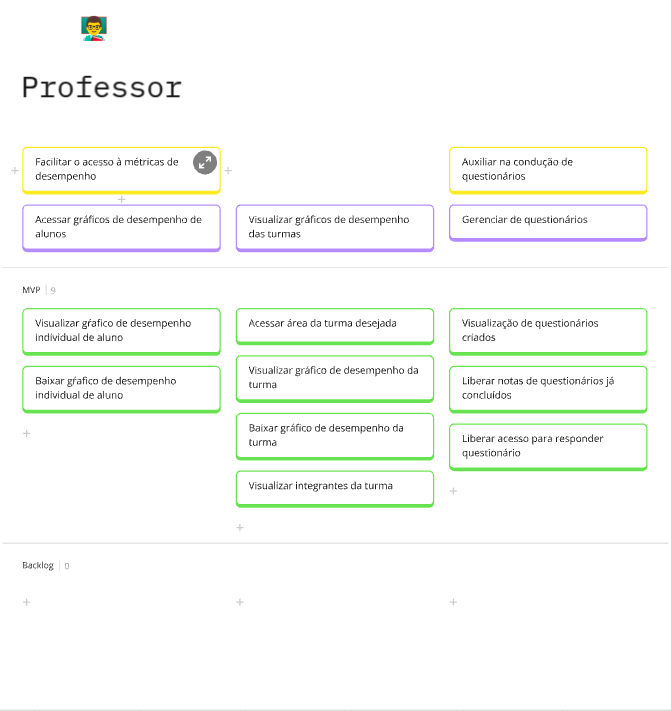 Professor
Facilitar o acesso à métricas de
desempenho
Auxiliar na condução de
questionários
Acessar gráficos de desempenho de
alunos
Visualizar gráficos de desempenho
das turmas
Gerenciar de questionários
MVP | 9
Visualizar gŕafico de desempenho
individual de aluno
Baixar gŕafico de desempenho
individual de aluno
Acessar área da turma desejada
Visualizar gráfico de desempenho da
turma
Baixar gráfico de desempenho da
turma
Visualizar integrantes da turma
Visualização de questionários
criados
Liberar notas de questionários já
concluídos
Liberar acesso para responder
questionário
Backlog | 0